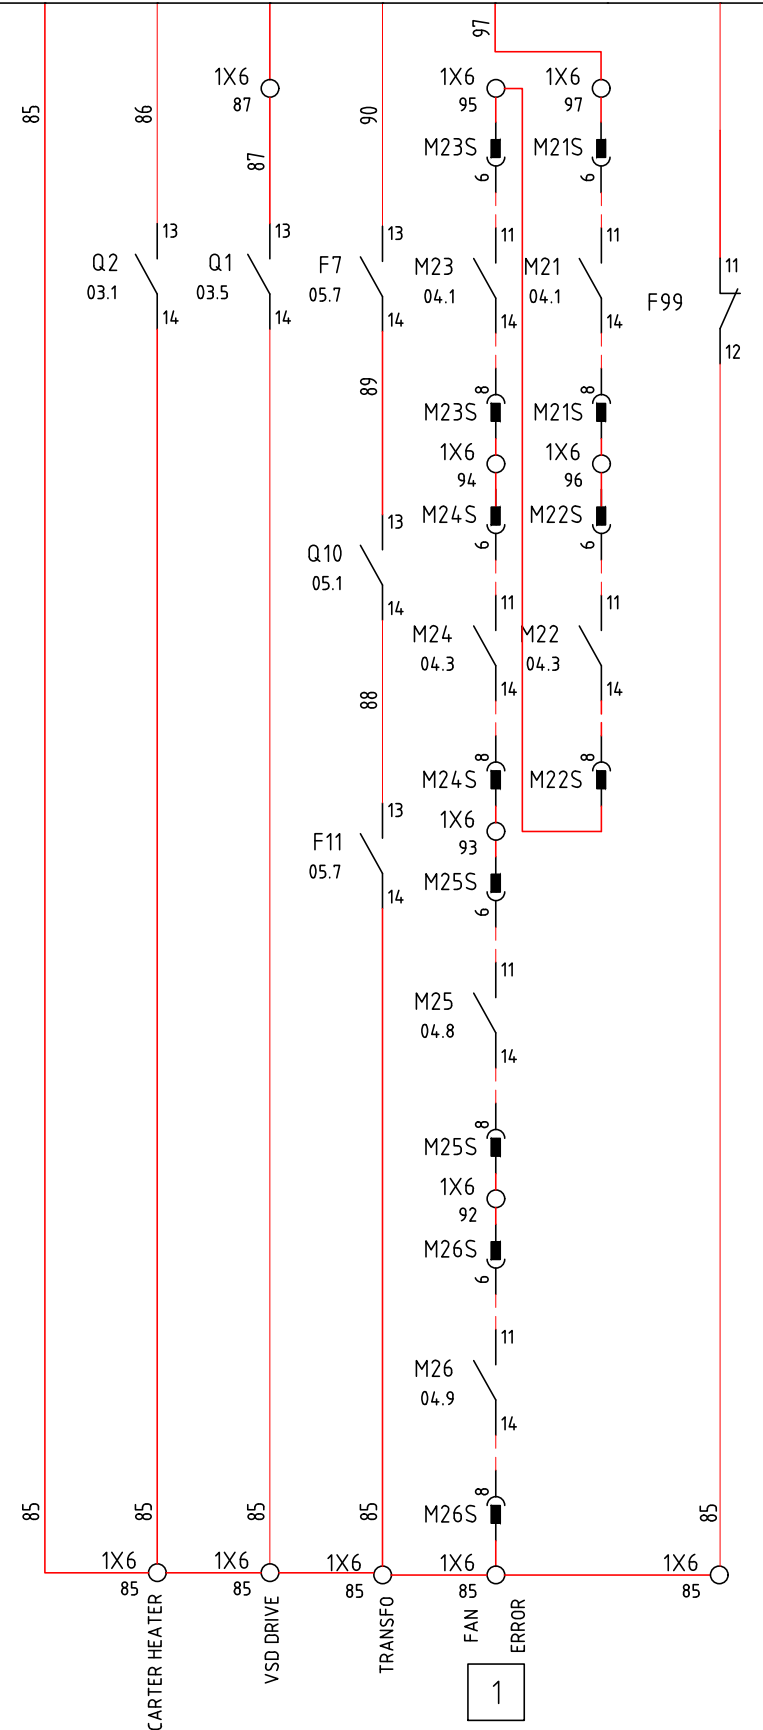 97
1X6
1X6
1X6
87
95
97
85
86
90
M23S
M21S
87
6
6
13
13
13
11
11
11
Q2
Q1
F7
M23
M21
03.1
03.5
05.7
04.1
04.1
F99
14
14
14
14
14
12
89
8
8
M23S
M21S
1X6
1X6
94
96
M24S
M22S
13
6
6
Q10
05.1
14
11
11
M24
M22
04.3
04.3
14
14
88
8
8
M24S
M22S
13
1X6
F11
93
05.7
M25S
14
6
11
M25
04.8
14
8
M25S
1X6
92
M26S
6
11
M26
04.9
14
8
M26S
85
85
85
85
85
1X6
1X6
1X6
1X6
1X6
85
85
85
85
85
CARTER HEATER
VSD DRIVE
TRANSFO
FAN
ERROR
1